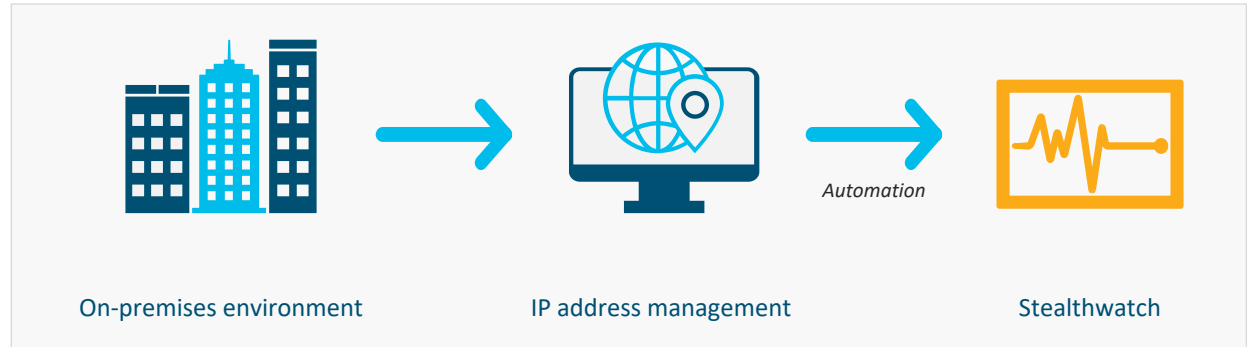 Automation
On-premises environment
IP address management
Stealthwatch